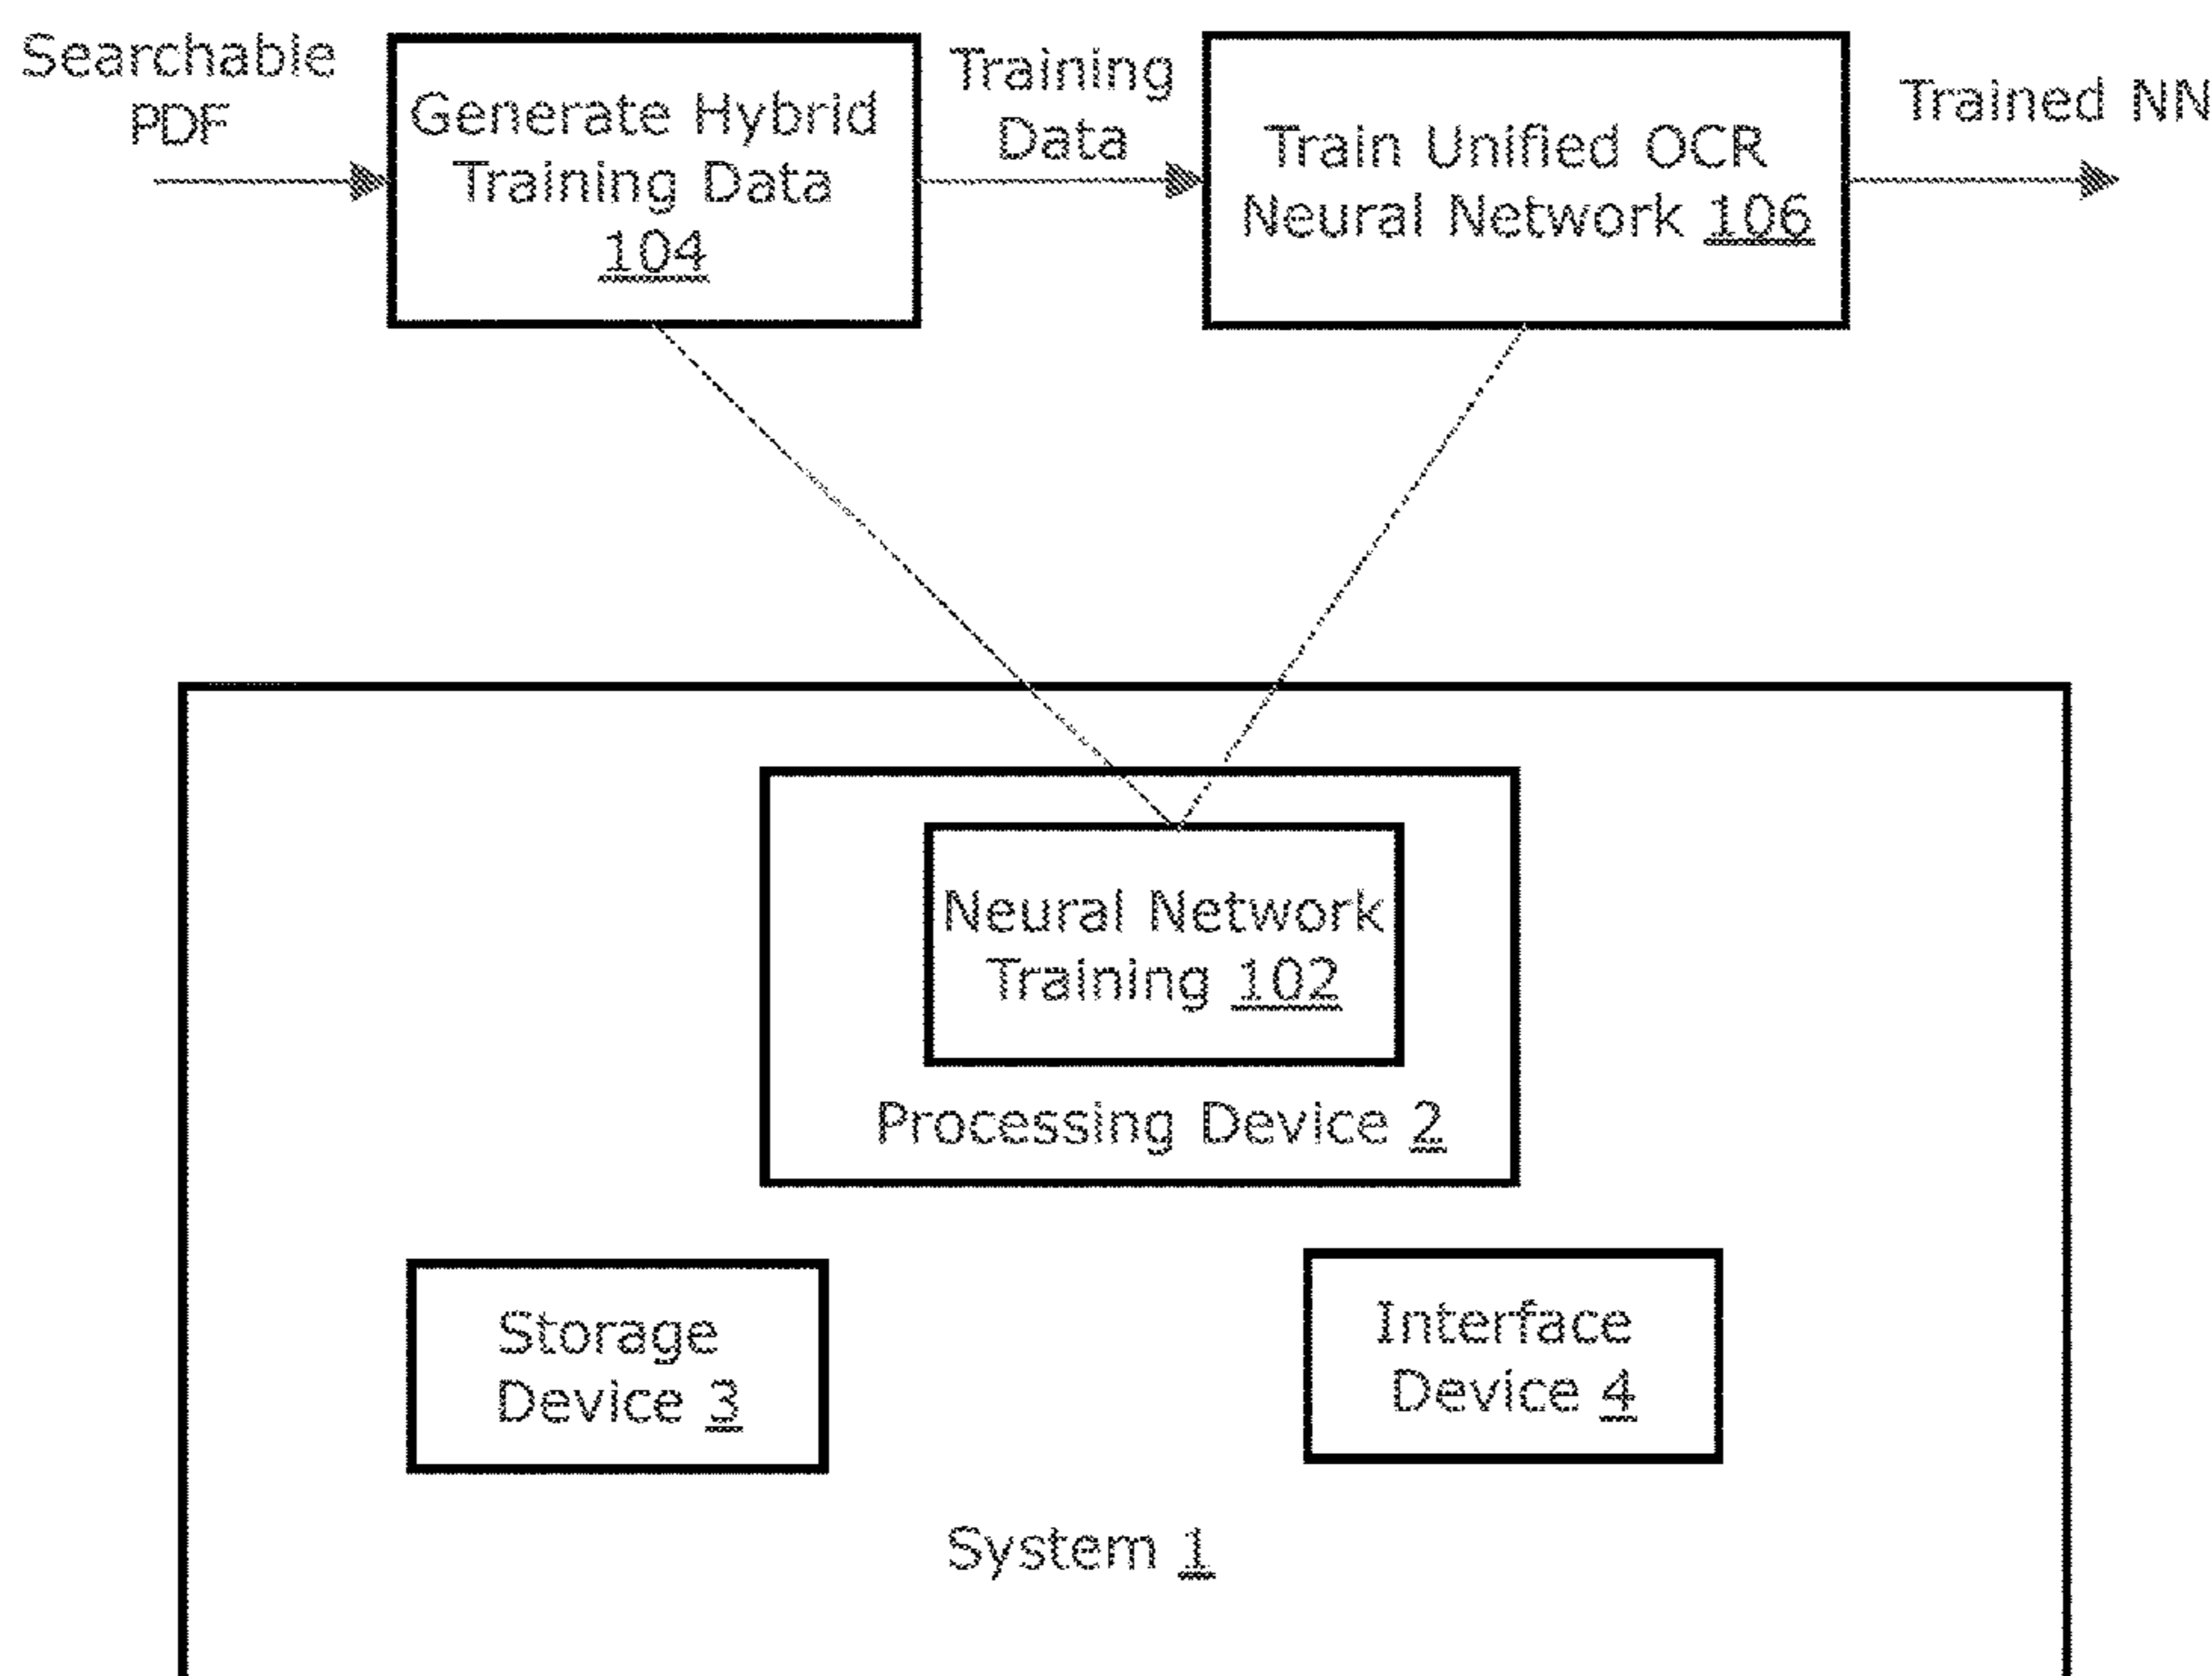 Searchable
PDF
Generate Hybrid
Training Data
104
Training
Data
Train Unified OCR
Neural Network 106
Trained NN
Neural Network
Training 102
Processing Device 2
Storage
Device 3
Interface
Device 4
System 1